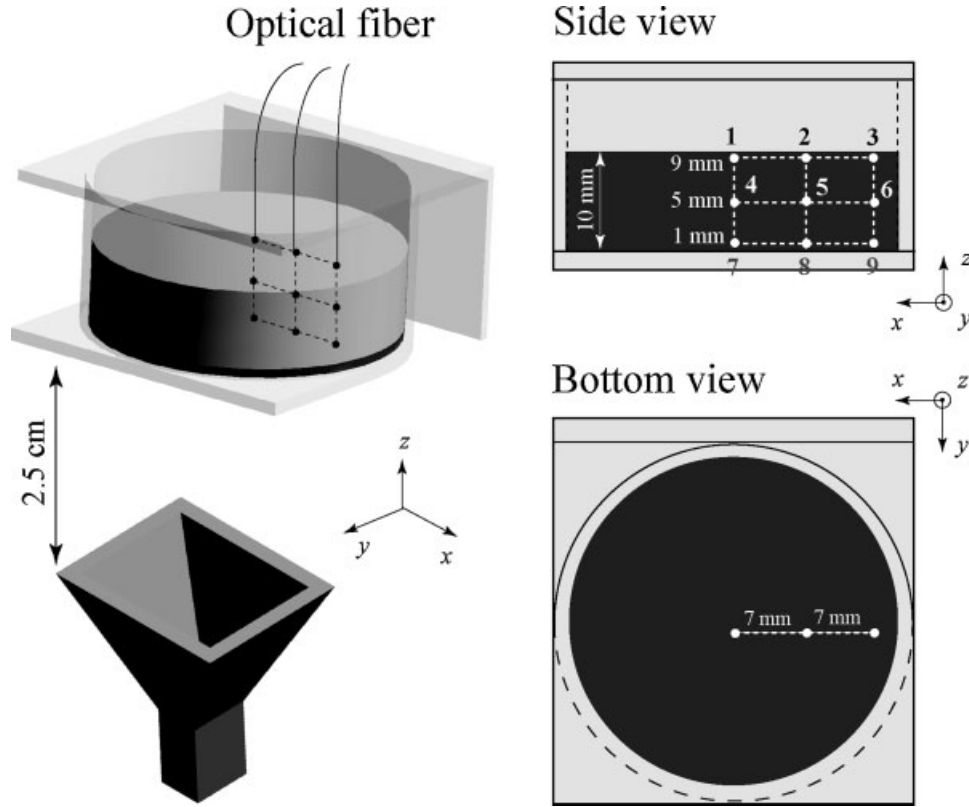 Optical fiber
2.5 cm
z
y
x
Side view
1 2 3
9 mm
4 5 6
10 mm
5 mm
1 mm
7 8 9
z
x
y
Bottom view
x
z
y
7 mm 7 mm